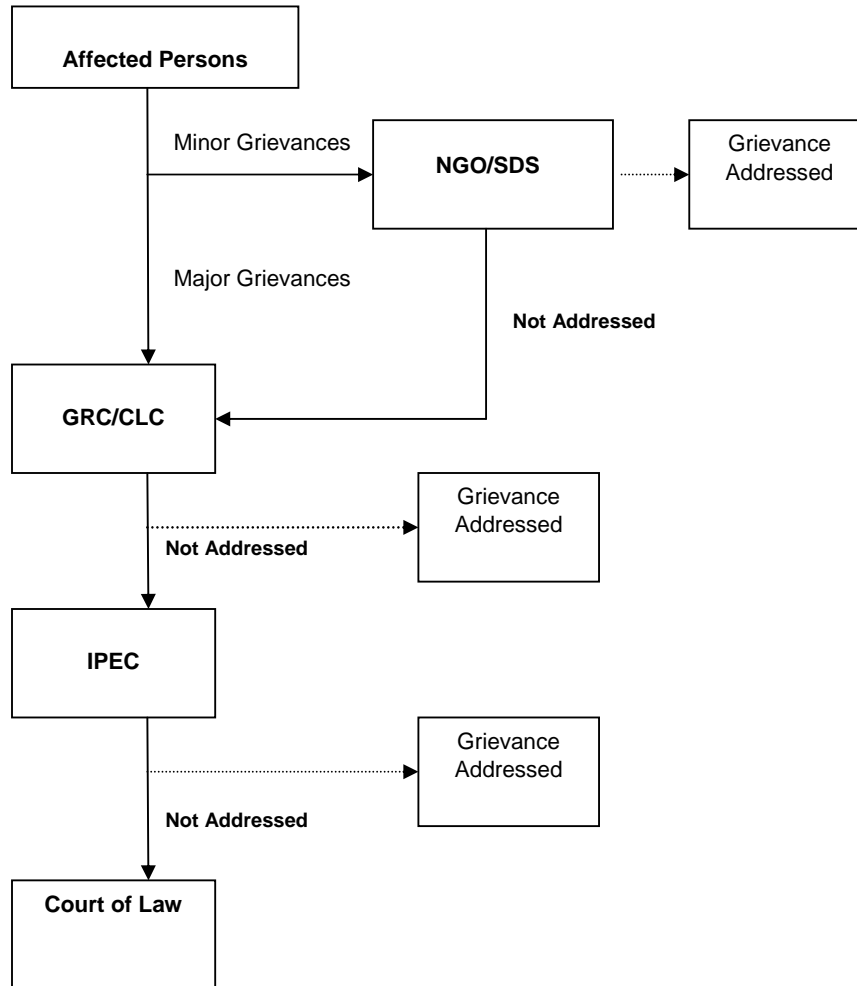 Affected Persons
Minor Grievances
NGO/SDS
Grievance
Addressed
Major Grievances
Not Addressed
GRC/CLC
Grievance
Addressed
Not Addressed
IPEC
Grievance
Addressed
Not Addressed
Court of Law